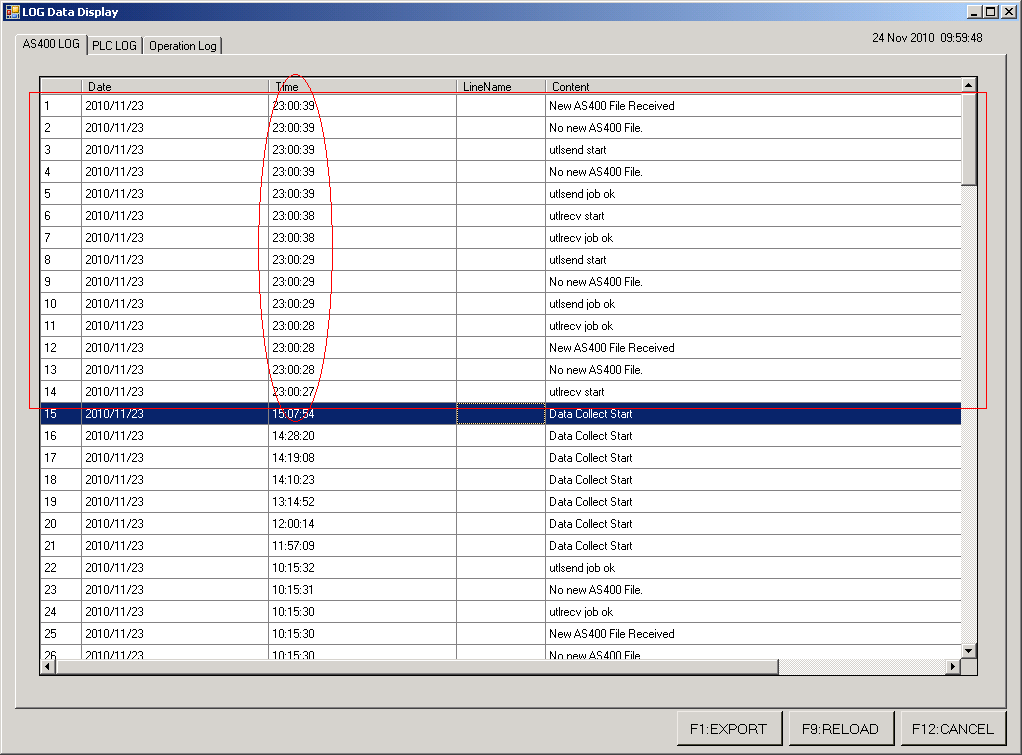 LOG Data Display
24 Nov 2010 09:59:48
AS400 LOG PLC LOG Operation Log
Date Time LineName Content
1 2010/11/23 23:00:39 New AS400 File Received
2 2010/11/23 23:00:39 No new AS400 File.
3 2010/11/23 23:00:39 utlsend start
4 2010/11/23 23:00:39 No new AS400 File.
5 2010/11/23 23:00:39 utlsend job ok
6 2010/11/23 23:00:38 utlrecv start
7 2010/11/23 23:00:38 utlrecv job ok
8 2010/11/23 23:00:29 utlsend start
9 2010/11/23 23:00:29 No new AS400 File.
10 2010/11/23 23:00:29 utlsend job ok
11 2010/11/23 23:00:28 utlrecv job ok
12 2010/11/23 23:00:28 New AS400 File Received
13 2010/11/23 23:00:28 No new AS400 File.
14 2010/11/23 23:00:27 utlrecv start
15 2010/11/23 15:07:54 Data Collect Start
16 2010/11/23 14:28:20 Data Collect Start
17 2010/11/23 14:19:08 Data Collect Start
18 2010/11/23 14:10:23 Data Collect Start
19 2010/11/23 13:14:52 Data Collect Start
20 2010/11/23 12:00:14 Data Collect Start
21 2010/11/23 11:57:09 Data Collect Start
22 2010/11/23 10:15:32 utlsend job ok
23 2010/11/23 10:15:31 No new AS400 File.
24 2010/11/23 10:15:30 utlrecv job ok
25 2010/11/23 10:15:30 New AS400 File Received
26 2010/11/23 10:15:30 No new AS400 File.
F1:EXPORT F9:RELOAD F12:CANCEL